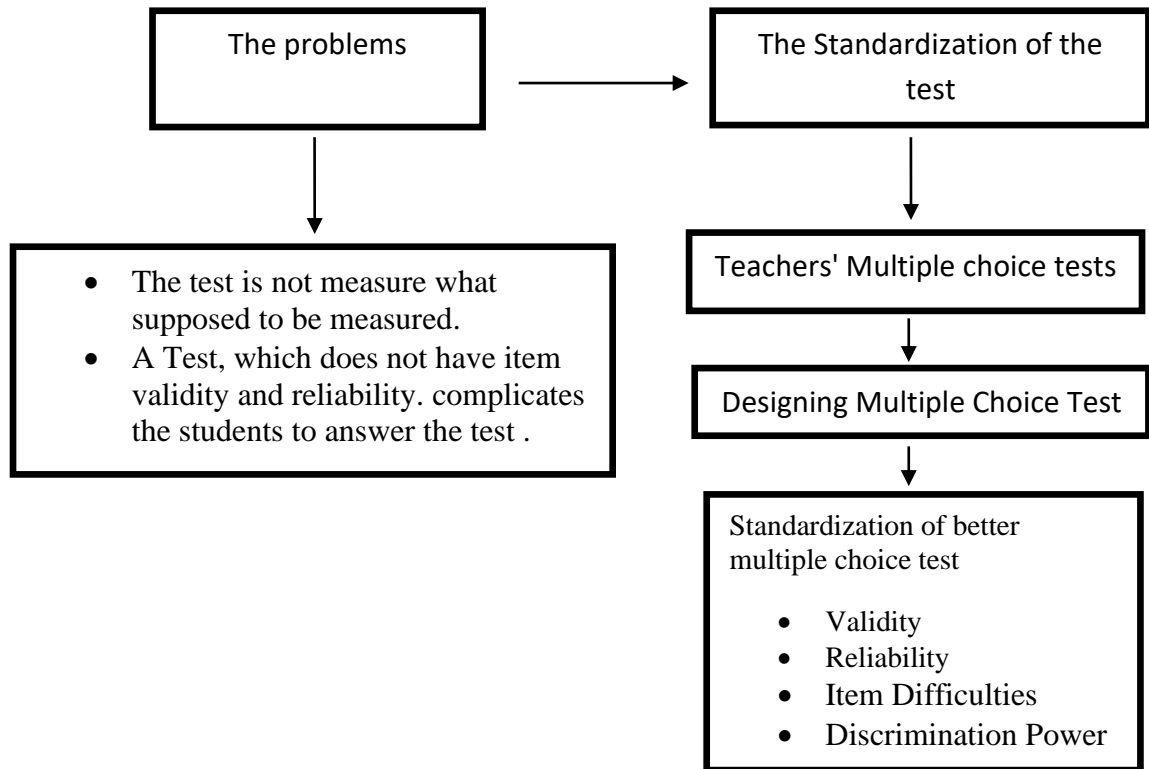 The problems
The Standardization of the
test
• The test is not measure what
supposed to be measured.
• A Test, which does not have item
validity and reliability. complicates
the students to answer the test .
Teachers' Multiple choice tests
Designing Multiple Choice Test
Standardization of better
multiple choice test
• Validity
• Reliability
• Item Difficulties
• Discrimination Power